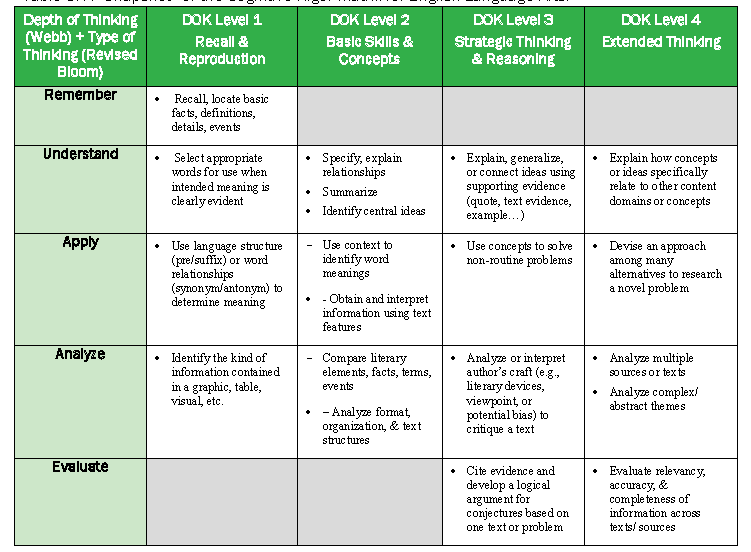 Depth of Thinking
(Webb) + Type of
Thinking (Revised
Bloom)
DOK Level 1
Recall &
Reproduction
DOK Level 2
Basic Skills &
Concepts
DOK Level 3
Strategic Thinking
& Reasoning
DOK Level 4
Extended Thinking
Remember
• Recall, locate basic
facts, definitions,
details, events
Understand
• Select appropriate
words for use when
intended meaning is
clearly evident
• Specify, explain
relationships
• Summarize
• Identify central ideas
• Explain, generalize,
or connect ideas using
supporting evidence
(quote, text evidence,
example…)
• Explain how concepts
or ideas specifically
relate to other content
domains or concepts
Apply
• Use language structure
(pre/suffix) or word
relationships
(synonym/antonym) to
determine meaning
– Use context to
identify word
meanings
• - Obtain and interpret
information using text
features
• Use concepts to solve
non-routine problems
• Devise an approach
among many
alternatives to research
a novel problem
Analyze
• Identify the kind of
information contained
in a graphic, table,
visual, etc.
– Compare literary
elements, facts, terms,
events
• – Analyze format,
organization, & text
structures
• Analyze or interpret
author's craft (e.g.,
literary devices,
viewpoint, or
potential bias) to
critique a text
• Analyze multiple
sources or texts
• Analyze complex/
abstract themes
Evaluate
• Cite evidence and
develop a logical
argument for
conjectures based on
one text or problem
• Evaluate relevancy,
accuracy, &
completeness of
information across
texts/ sources